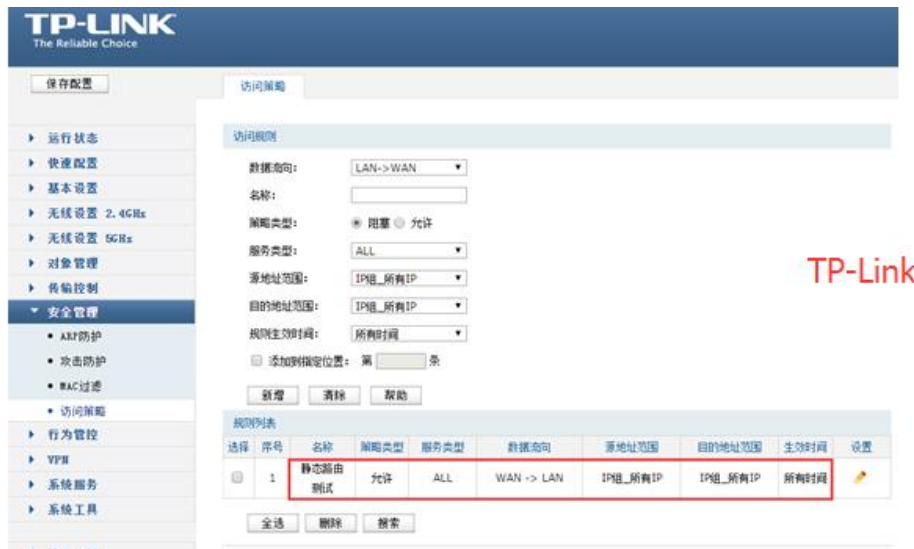 TP-LINK
The Reliable Choice
保存配置
访问策略
运行状态
快速配置
基本设置
无线设置 2.4GHz
无线设置 5GHz
对象管理
传输控制
安全管理
ARP防护
攻击防护
MAC过滤
访问策略
行为管控
VPN
系统服务
系统工具
访问规则
数据流向: LAN->WAN
名称:
策略类型: 阻塞 允许
服务类型: ALL
源地址范围: IP组_所有IP
目的地址范围: IP组_所有IP
规则生效时间: 所有时间
添加到指定位置: 第 条
新增 清除 帮助
TP-Link
规则列表
选择 序号 名称 策略类型 服务类型 数据流向 源地址范围 目的地址范围 生效时间 设置
1 静态路由测试 允许 ALL WAN -> LAN IP组_所有IP IP组_所有IP 所有时间
全选 删除 搜索